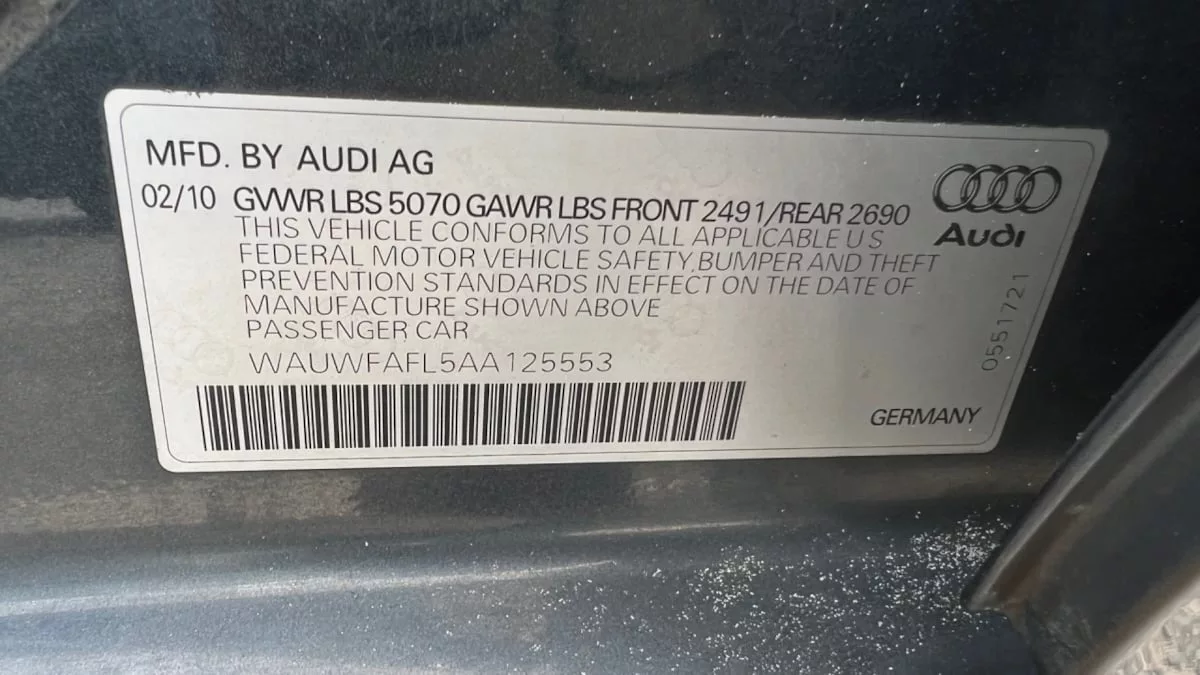 MFD. BY AUDI AG
02/10 GVWR LBS 5070 GAWR LBS FRONT 2491/REAR 2690
THIS VEHICLE CONFORMS TO ALL APPLICABLE U S
FEDERAL MOTOR VEHICLE SAFETY, BUMPER AND THEFT
PREVENTION STANDARDS IN EFFECT ON THE DATE OF
MANUFACTURE SHOWN ABOVE
PASSENGER CAR
WAUWFAFL5AA125553
Audi
0551721
GERMANY